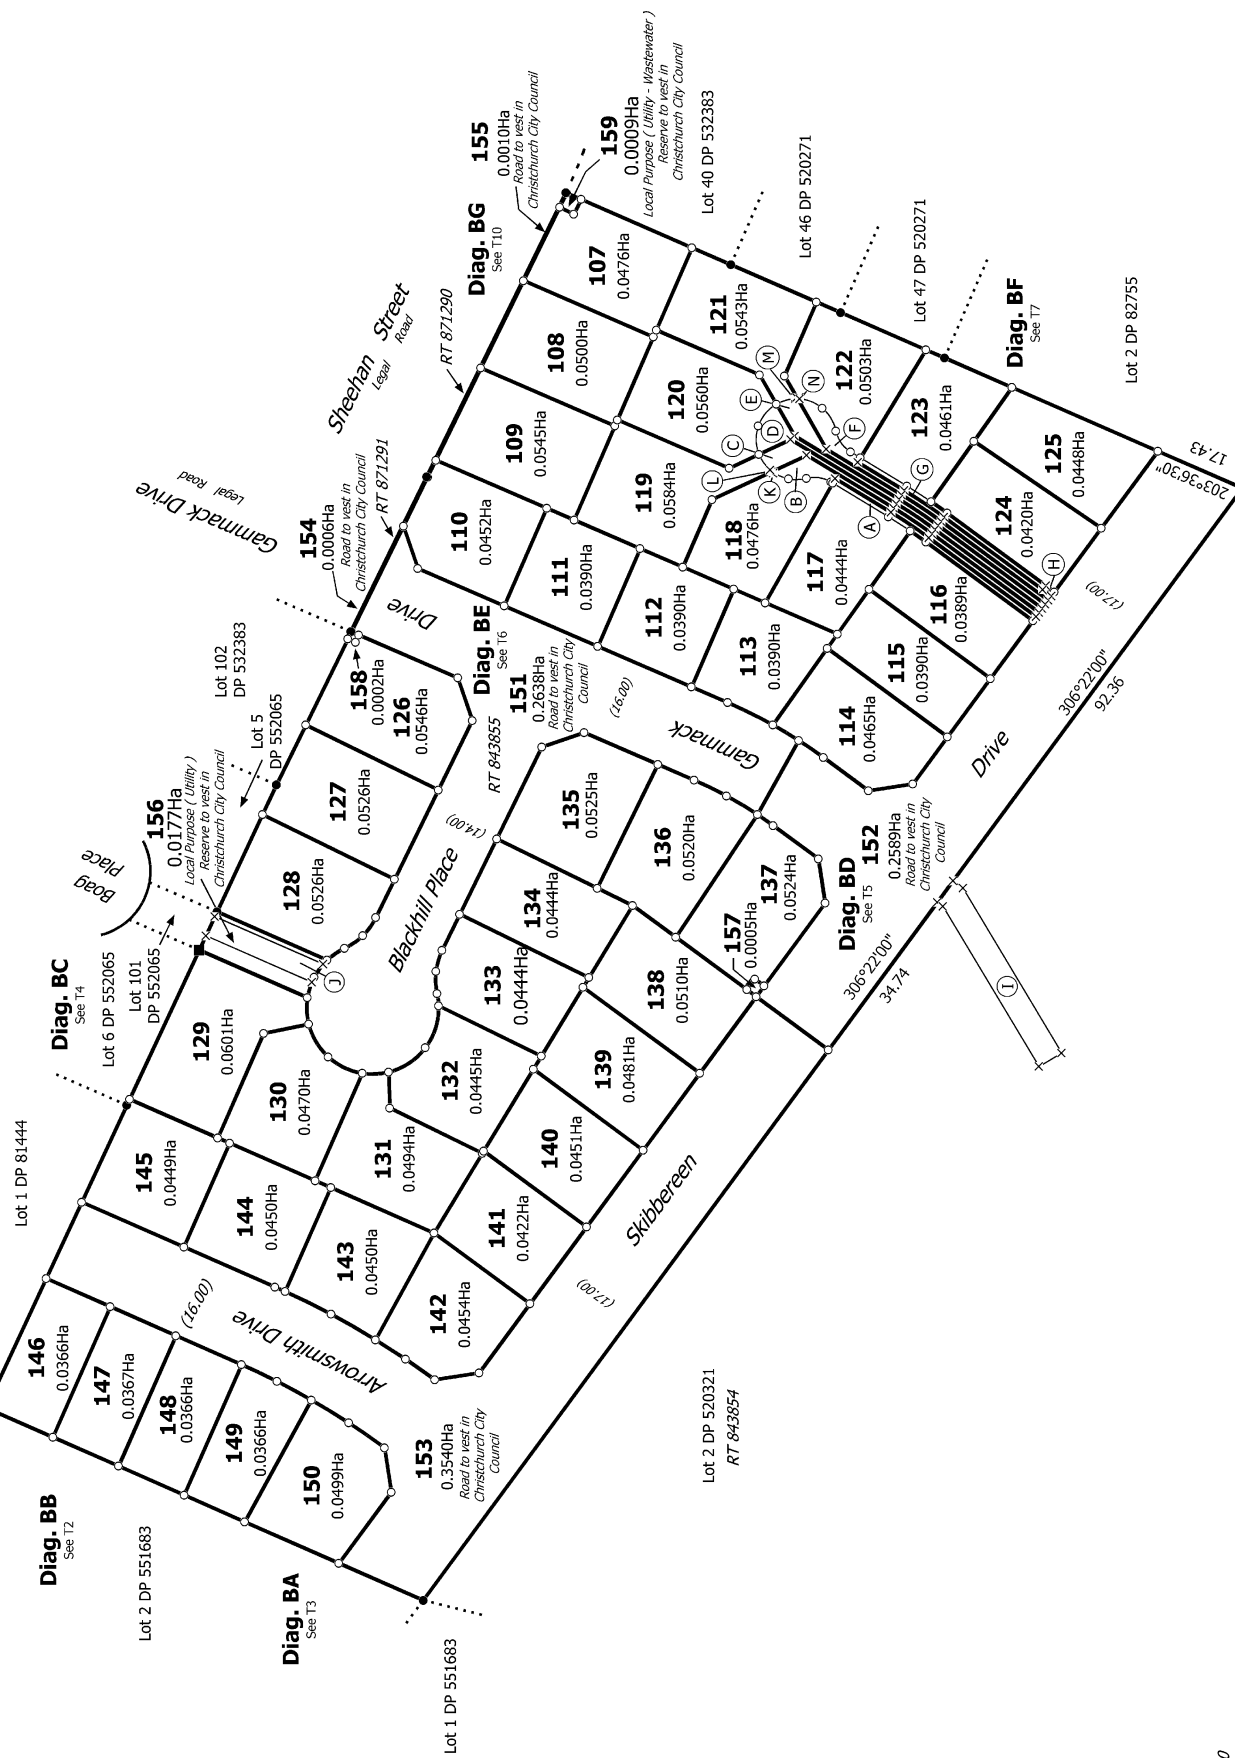 155
0.0010Ha
Road to vest in
Christchurch City Council
159
0.0009Ha
Local Purpose ( Utility - Wastewater )
Reserve to vest in
Christchurch City Council
Lot 40 DP 532383
Lot 46 DP 520271
Lot 47 DP 520271
Lot 2 DP 82755
Diag. BG
See T10
Diag. BF
See T7
Sheehan Street
Legal Road
RT 871290
RT 871291
Gammack Drive
Legal Road
154
0.0006Ha
Road to vest in
Christchurch City Council
107
0.0476Ha
108
0.0500Ha
109
0.0545Ha
110
0.0452Ha
111
0.0390Ha
112
0.0390Ha
113
0.0390Ha
114
0.0465Ha
115
0.0390Ha
116
0.0389Ha
117
0.0444Ha
118
0.0476Ha
119
0.0584Ha
120
0.0560Ha
121
0.0543Ha
122
0.0503Ha
123
0.0461Ha
124
0.0420Ha
125
0.0448Ha
A
B
C
D
E
F
G
H
K
L
M
N
17.43
203°36'30"
(17.00)
306°22'00"
92.36
Drive
Lot 102
DP 532383
Lot 5
DP 552065
158
0.0002Ha
126
0.0546Ha
127
0.0526Ha
128
0.0526Ha
Drive
Diag. BE
See T6
151
0.2638Ha
Road to vest in
Christchurch City
Council
(16.00)
RT 843855
Gammack
(14.00)
Blackhill Place
156
0.0177Ha
Local Purpose ( Utility )
Reserve to vest in
Christchurch City Council
Boag
Place
J
Lot 101
DP 552065
Lot 6 DP 552065
Diag. BC
See T4
129
0.0601Ha
130
0.0470Ha
131
0.0494Ha
132
0.0445Ha
133
0.0444Ha
134
0.0444Ha
135
0.0525Ha
136
0.0520Ha
137
0.0524Ha
157
0.0005Ha
138
0.0510Ha
139
0.0481Ha
140
0.0451Ha
141
0.0422Ha
142
0.0454Ha
143
0.0450Ha
144
0.0450Ha
145
0.0449Ha
Diag. BD
See T5
152
0.2589Ha
Road to vest in
Christchurch City
Council
306°22'00"
34.74
I
Skibbereen
(17.00)
Lot 1 DP 81444
(16.00)
Arrowsmith Drive
146
0.0366Ha
147
0.0367Ha
148
0.0366Ha
149
0.0366Ha
150
0.0499Ha
153
0.3540Ha
Road to vest in
Christchurch City
Council
Lot 2 DP 520321
RT 843854
Diag. BB
See T2
Lot 2 DP 551683
Diag. BA
See T3
Lot 1 DP 551683